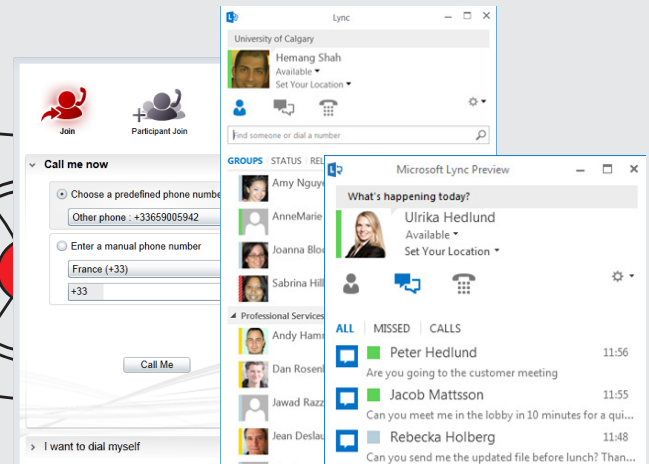 Join
Participant Join
Call me now
Choose a predefined phone numbe
Other phone : +33659005942
Enter a manual phone number
France (+33)
+33
Call Me
I want to dial myself
Lync
University of Calgary
Hemang Shah
Available
Set Your Location
Find someone or dial a number
GROUPS STATUS REL
Amy Nguy
AnneMarie
Joanna Bloo
Sabrina Hill
Professional Services
Andy Ham
Dan Rosen
Jawad Razz
Jean Deslau
Microsoft Lync Preview
What's happening today?
Ulrika Hedlund
Available
Set Your Location
ALL MISSED CALLS
Peter Hedlund 11:56
Are you going to the customer meeting
Jacob Mattsson 11:55
Can you meet me in the lobby in 10 minutes for a qui...
Rebecka Holberg 11:48
Can you send me the updated file before lunch? Than...